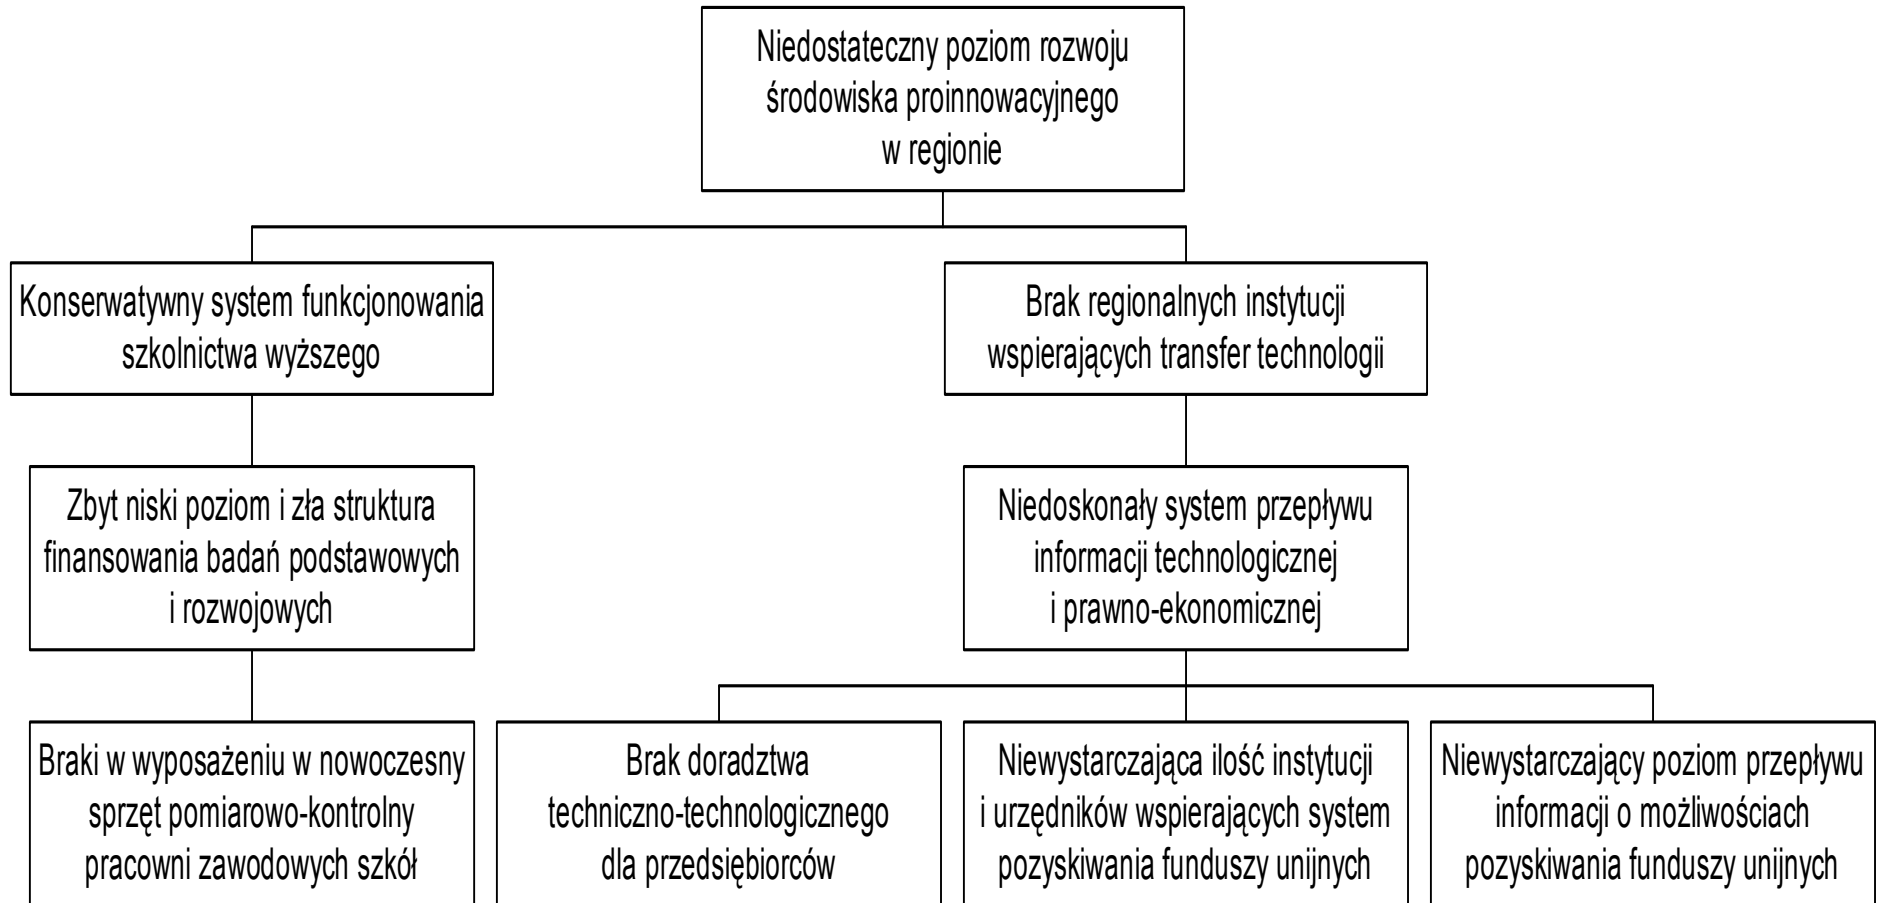 Niedostateczny poziom rozwoju
środowiska proinnowacyjnego
w regionie
Konserwatywny system funkcjonowania
szkolnictwa wyższego
Brak regionalnych instytucji
wspierających transfer technologii
Zbyt niski poziom i zła struktura
finansowania badań podstawowych
i rozwojowych
Niedoskonały system przepływu
informacji technologicznej
i prawno-ekonomicznej
Braki w wyposażeniu w nowoczesny
sprzęt pomiarowo-kontrolny
pracowni zawodowych szkół
Brak doradztwa
techniczno-technologicznego
dla przedsiębiorców
Niewystarczająca ilość instytucji
i urzędników wspierających system
pozyskiwania funduszy unijnych
Niewystarczający poziom przepływu
informacji o możliwościach
pozyskiwania funduszy unijnych